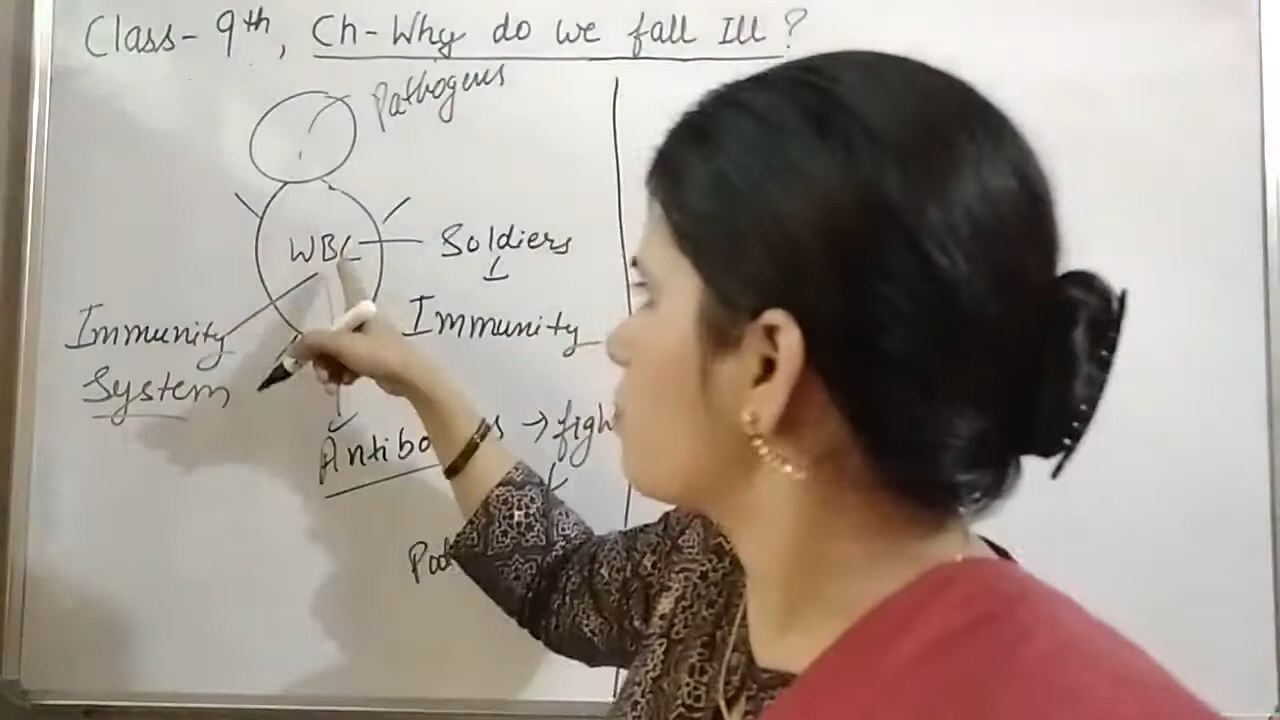 Class- 9th, Ch- Why do we fall Ill?
Pathogens
WBC
Soldiers
Immunity
System
Immunity